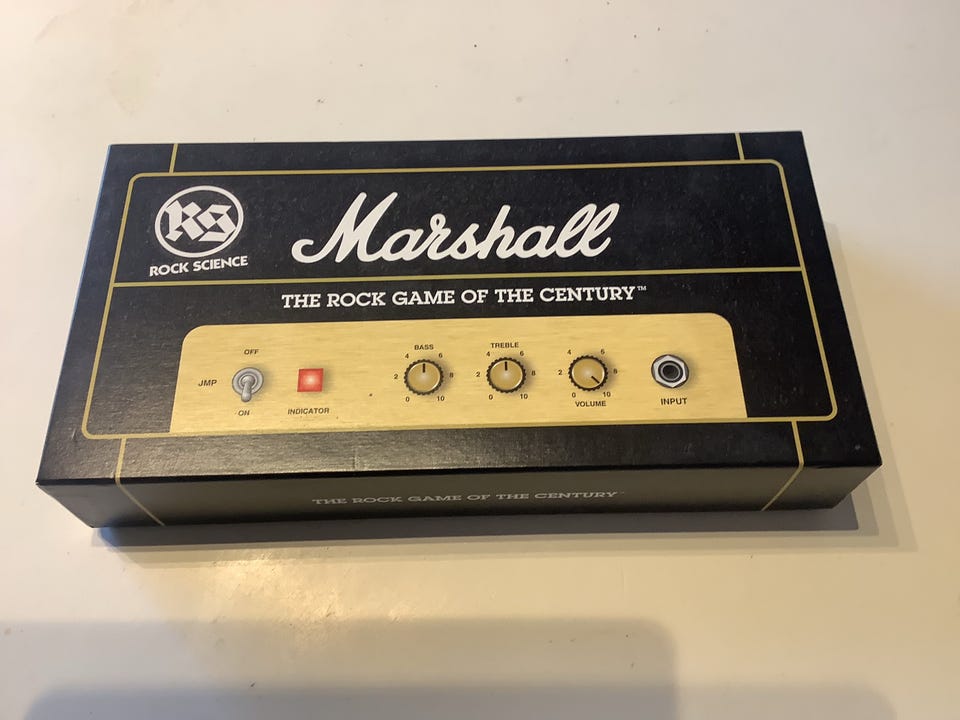 RS
ROCK SCIENCE
Marshall
THE ROCK GAME OF THE CENTURY™
JMP
OFF
ON
INDICATOR
BASS
4 6
2 8
0 10
TREBLE
4 6
2 8
0 10
4 6
2 8
0 10
VOLUME
INPUT
THE ROCK GAME OF THE CENTURY™